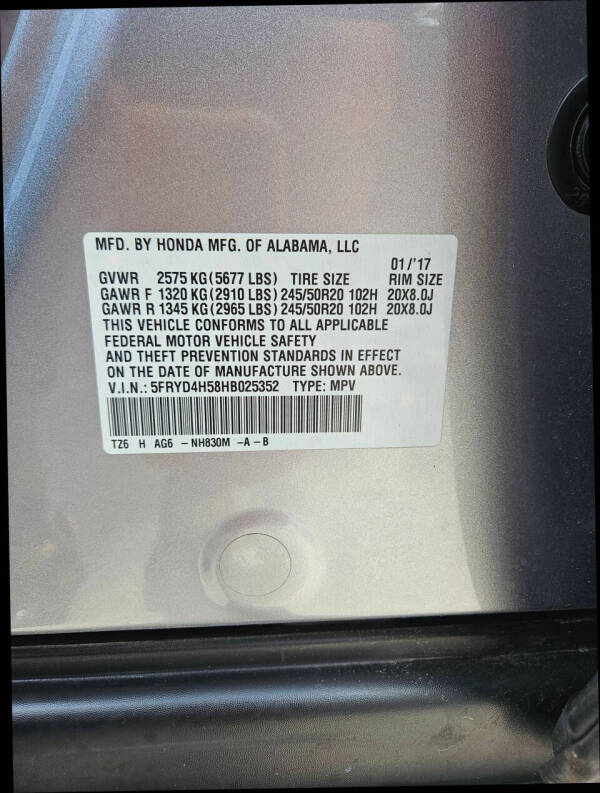 MFD. BY HONDA MFG. OF ALABAMA, LLC
01/'17
GVWR 2575 KG (5677 LBS) TIRE SIZE RIM SIZE
GAWR F 1320 KG (2910 LBS) 245/50R20 102H 20X8.0J
GAWR R 1345 KG (2965 LBS) 245/50R20 102H 20X8.0J
THIS VEHICLE CONFORMS TO ALL APPLICABLE
FEDERAL MOTOR VEHICLE SAFETY
AND THEFT PREVENTION STANDARDS IN EFFECT
ON THE DATE OF MANUFACTURE SHOWN ABOVE.
V.I.N.: 5FRYD4H58HB025352 TYPE: MPV
TZ6 H AG6 -NH830M -A-B